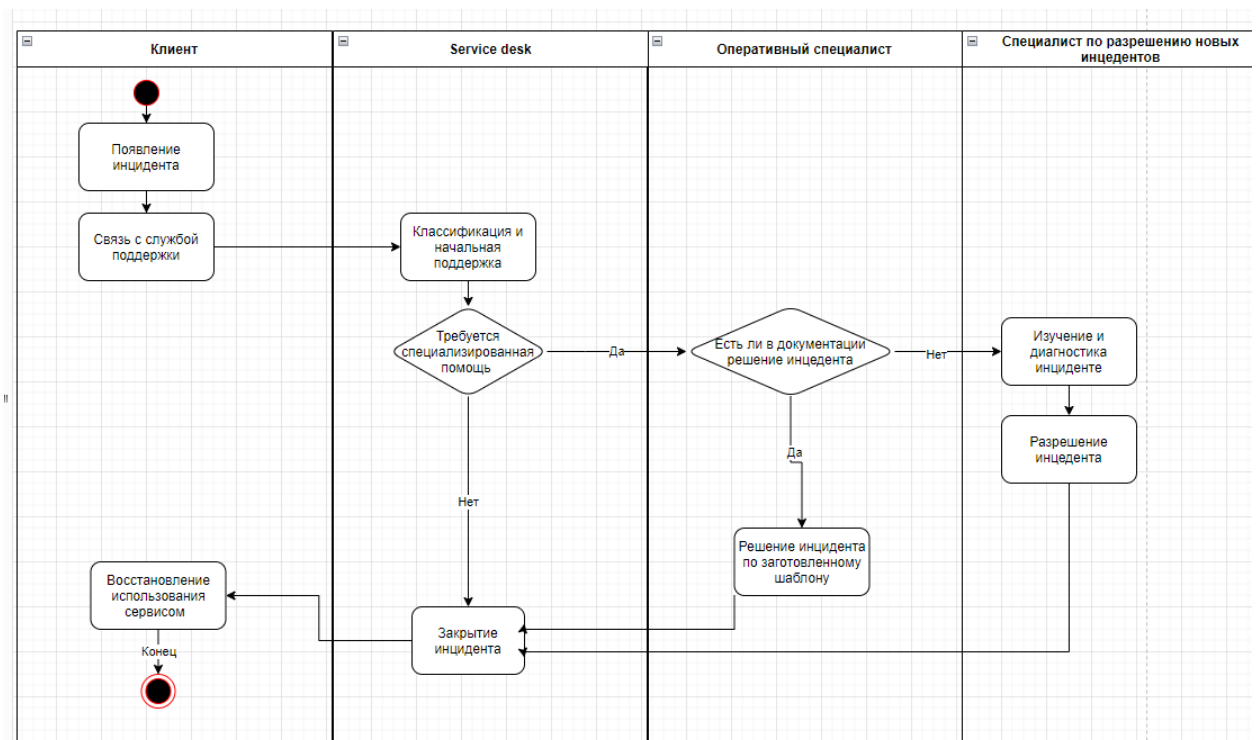 Клиент
Service desk
Оперативный специалист
Специалист по разрешению новых
инцедентов
Появление
инцидента
Связь с службой
поддержки
Классификация и
начальная
поддержка
Требуется
специализированная
помощь
Да
Есть ли в документации
решение инцедента
Нет
Изучение и
диагностика
инциденте
Разрешение
инцедента
Да
Нет
Решение инцидента
по заготовленному
шаблону
Восстановление
использования
сервисом
Закрытие
инцидента
Конец